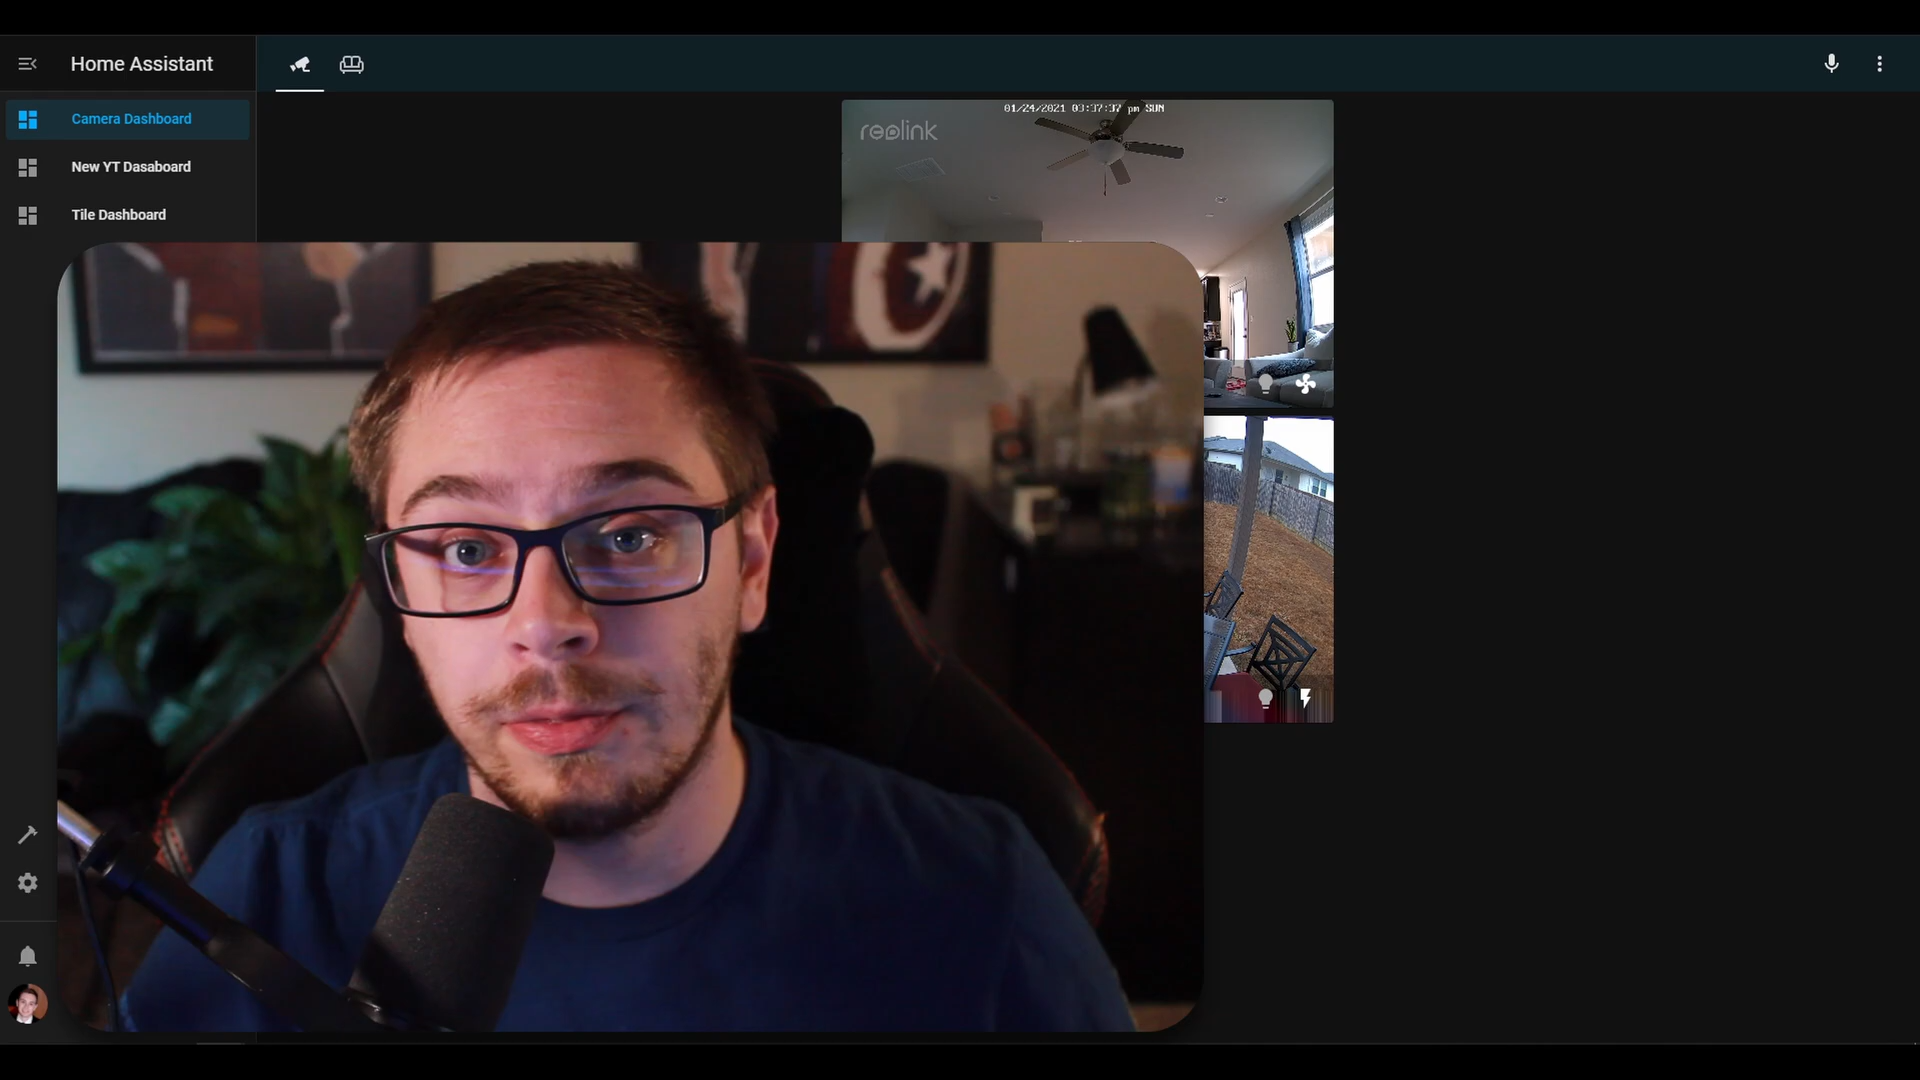 Home Assistant
Camera Dashboard
New YT Dasaboard
Tile Dashboard
01/24/2021 03:37:37 pm SUN
reolink